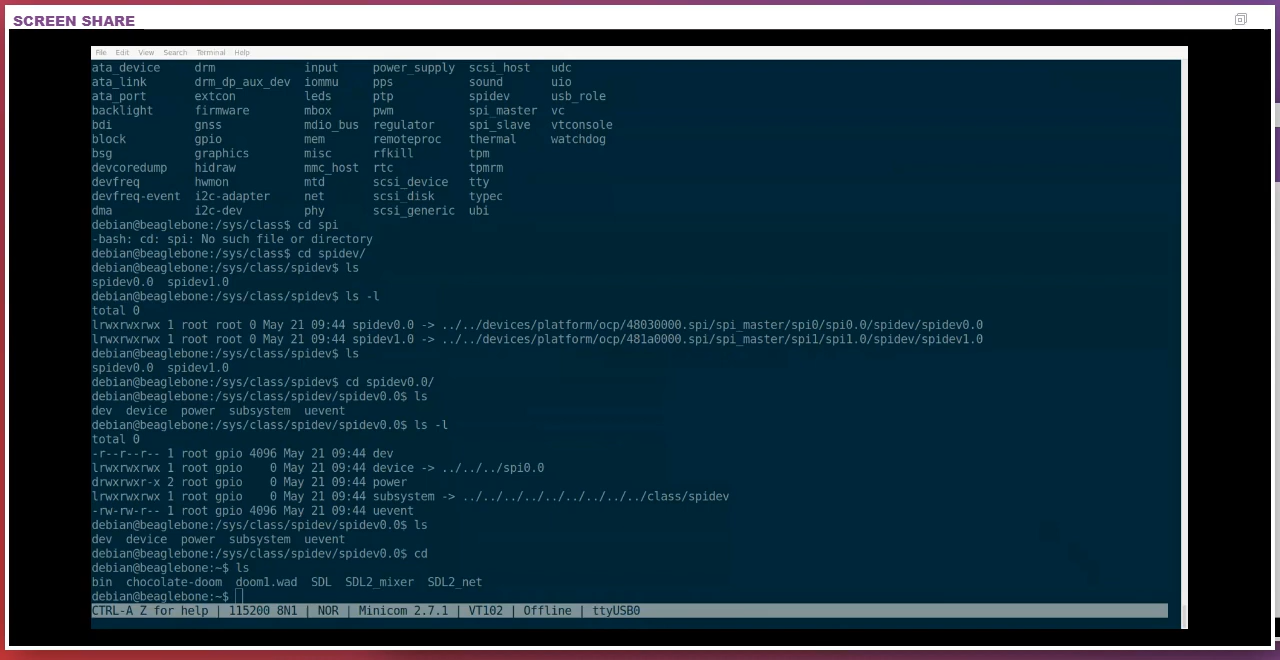 SCREEN SHARE
File Edit View Search Terminal Help
ata_device drm input power_supply scsi_host udc
ata_link drm_dp_aux_dev iommu pps sound uio
ata_port extcon leds ptp spidev usb_role
backlight firmware mbox pwm spi_master vc
bdi gnss mdio_bus regulator spi_slave vtconsole
block gpio mem remoteproc thermal watchdog
bsg graphics misc rfkill tpm
devcoredump hidraw mmc_host rtc tpmrm
devfreq hwmon mtd scsi_device tty
devfreq-event i2c-adapter net scsi_disk typec
dma i2c-dev phy scsi_generic ubi
debian@beaglebone:/sys/class$ cd spi
-bash: cd: spi: No such file or directory
debian@beaglebone:/sys/class$ cd spidev/
debian@beaglebone:/sys/class/spidev$ ls
spidev0.0 spidev1.0
debian@beaglebone:/sys/class/spidev$ ls -l
total 0
lrwxrwxrwx 1 root root 0 May 21 09:44 spidev0.0 -> ../../devices/platform/ocp/48030000.spi/spi_master/spi0/spi0.0/spidev/spidev0.0
lrwxrwxrwx 1 root root 0 May 21 09:44 spidev1.0 -> ../../devices/platform/ocp/481a0000.spi/spi_master/spi1/spi1.0/spidev/spidev1.0
debian@beaglebone:/sys/class/spidev$ ls
spidev0.0 spidev1.0
debian@beaglebone:/sys/class/spidev$ cd spidev0.0/
debian@beaglebone:/sys/class/spidev/spidev0.0$ ls
dev device power subsystem uevent
debian@beaglebone:/sys/class/spidev/spidev0.0$ ls -l
total 0
-r--r--r-- 1 root gpio 4096 May 21 09:44 dev
lrwxrwxrwx 1 root gpio 0 May 21 09:44 device -> ../../../spi0.0
drwxrwxr-x 2 root gpio 0 May 21 09:44 power
lrwxrwxrwx 1 root gpio 0 May 21 09:44 subsystem -> ../../../../../../../../../class/spidev
-rw-rw-r-- 1 root gpio 4096 May 21 09:44 uevent
debian@beaglebone:/sys/class/spidev/spidev0.0$ ls
dev device power subsystem uevent
debian@beaglebone:/sys/class/spidev/spidev0.0$ cd
debian@beaglebone:~$ ls
bin chocolate-doom doom1.wad SDL SDL2_mixer SDL2_net
debian@beaglebone:~$
CTRL-A Z for help | 115200 8N1 | NOR | Minicom 2.7.1 | VT102 | Offline | ttyUSB0